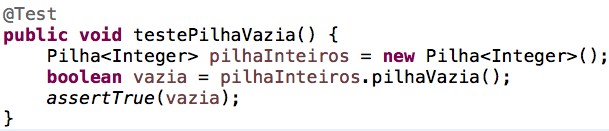 @Test
public void testePilhaVazia() {
    Pilha<Integer> pilhaInteiros = new Pilha<Integer>();
    boolean vazia = pilhaInteiros.pilhaVazia();
    assertTrue(vazia);
}